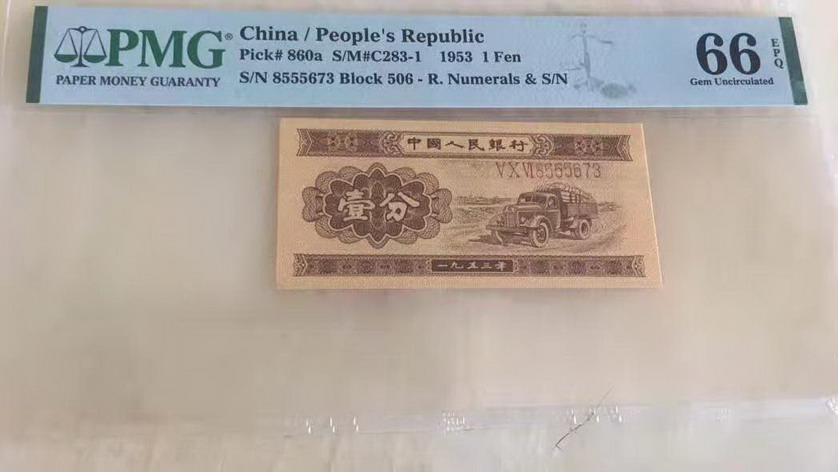 PMG®
PAPER MONEY GUARANTY
China / People's Republic
Pick# 860a S/M#C283-1 1953 1 Fen
S/N 8555673 Block 506 - R. Numerals & S/N
66 EPQ
Gem Uncirculated
中國人民銀行
V X VI 8555673
壹分
一九五三年